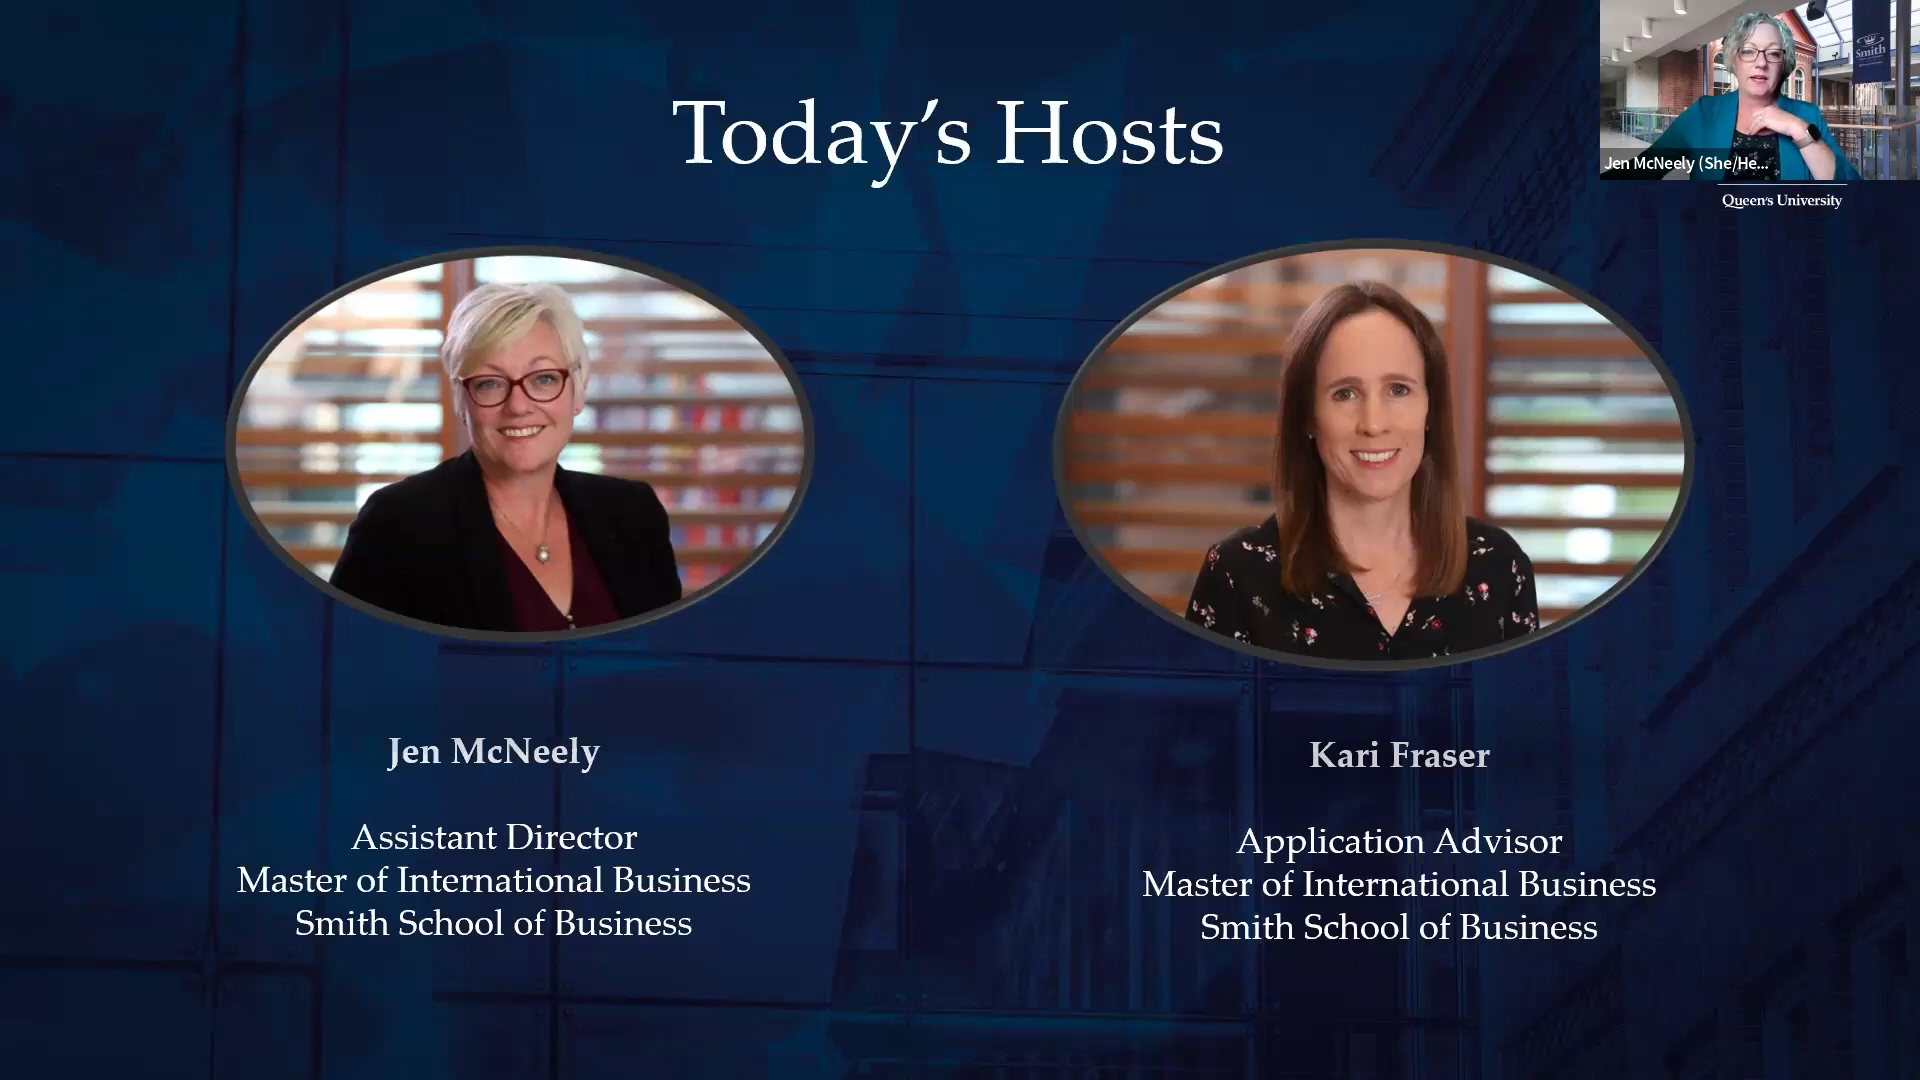 Today's Hosts
Smith
Jen McNeely (She/He...
Queen's University
Jen McNeely
Assistant Director
Master of International Business
Smith School of Business
Kari Fraser
Application Advisor
Master of International Business
Smith School of Business